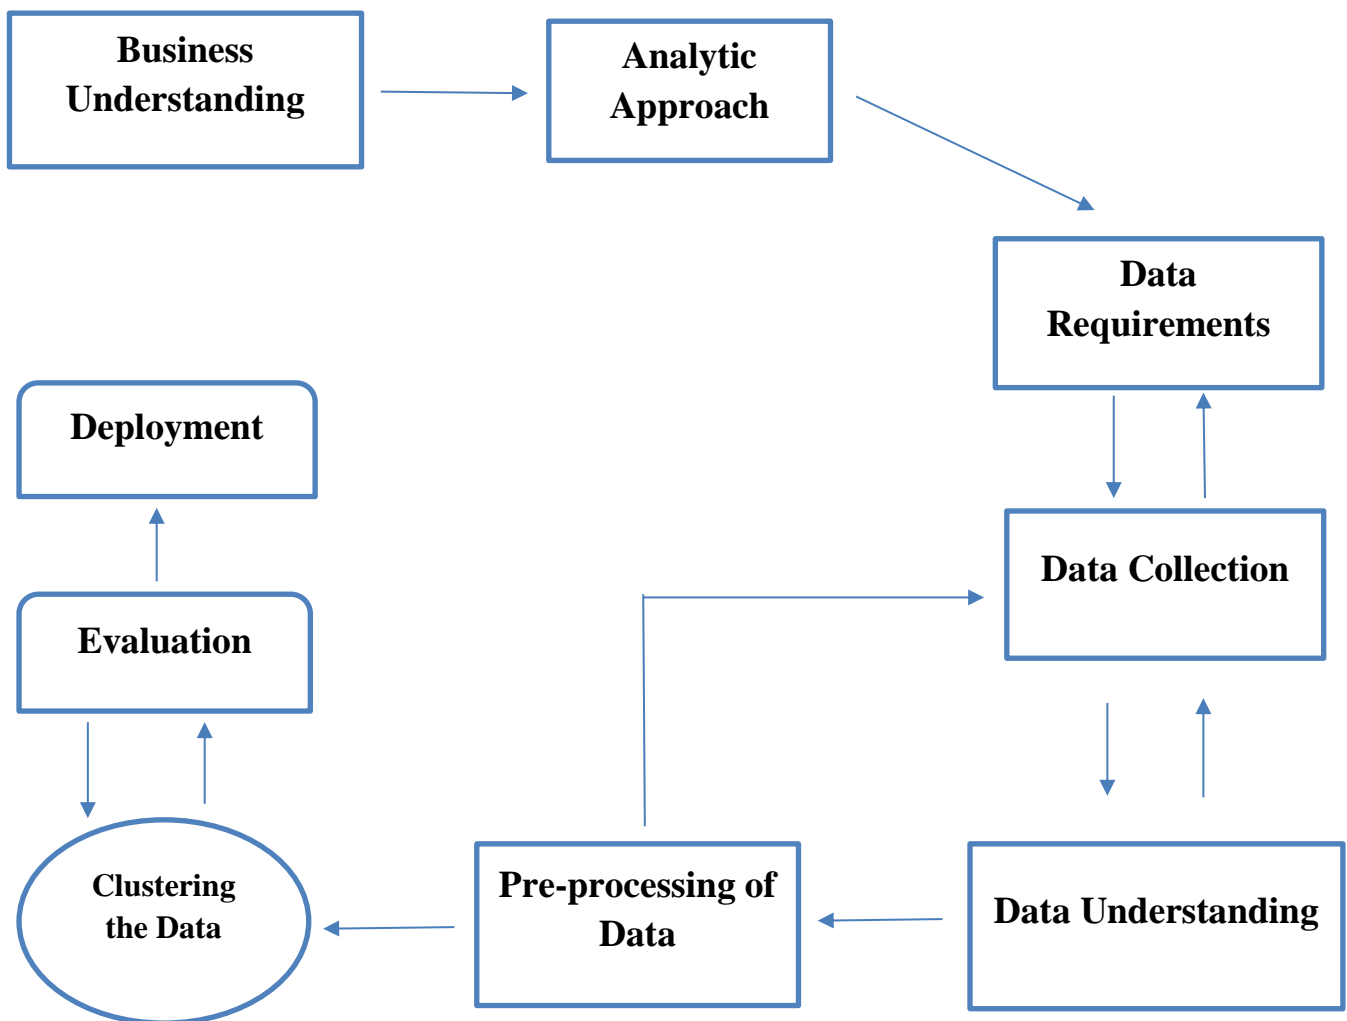 Business
Understanding
Analytic
Approach
Data
Requirements
Deployment
Data Collection
Evaluation
Clustering
the Data
Pre-processing of
Data
Data Understanding